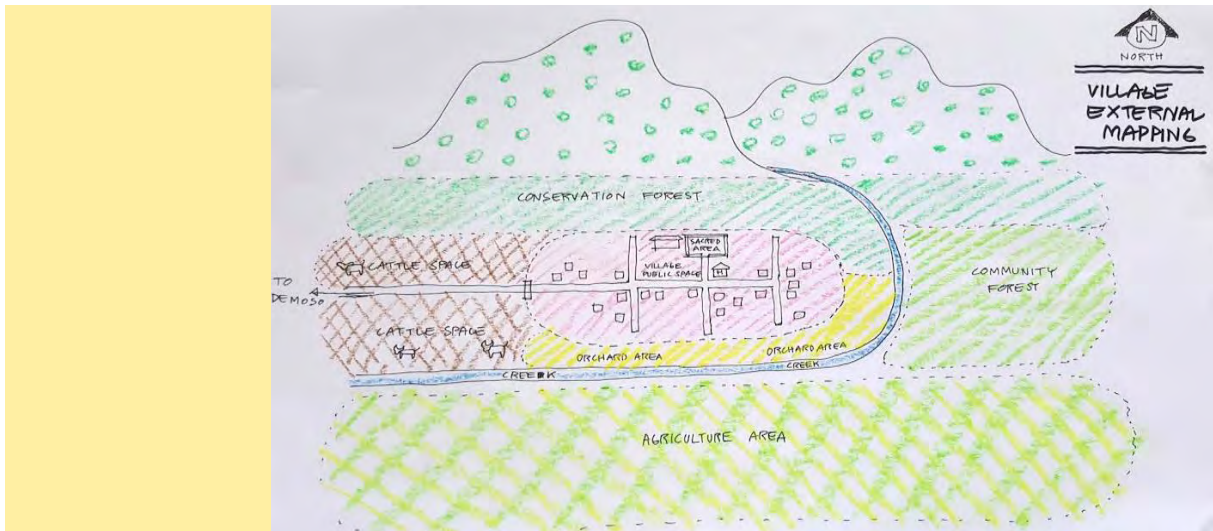 N
NORTH
VILLAGE
EXTERNAL
MAPPING
CONSERVATION FOREST
SACRED
AREA
CATTLE SPACE
VILLAGE
PUBLIC SPACE
H
COMMUNITY
FOREST
TO
DEMOSO
CATTLE SPACE
ORCHARD AREA
ORCHARD AREA
CREEK
CREEK
AGRICULTURE AREA